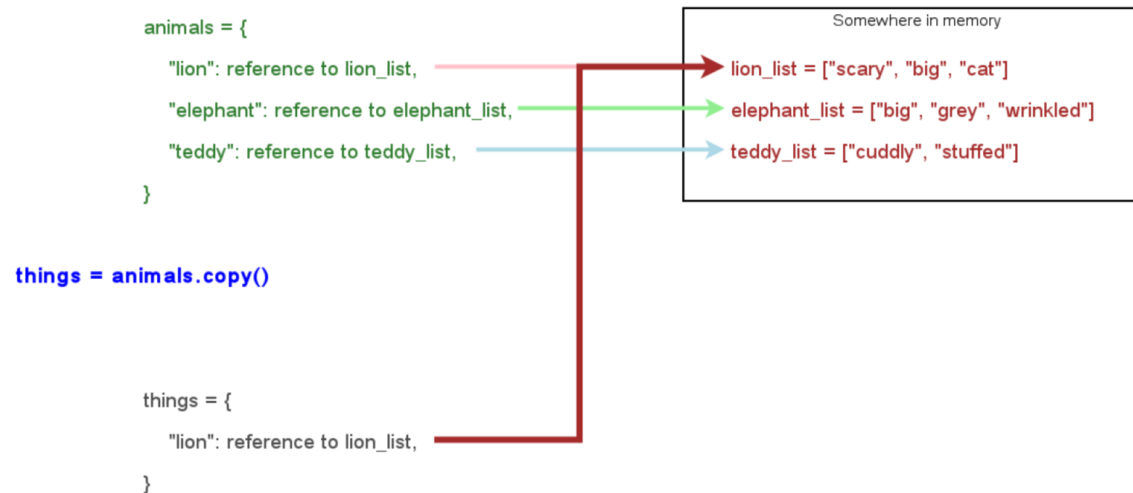 animals = {
"lion": reference to lion_list,
"elephant": reference to elephant_list,
"teddy": reference to teddy_list,
}
Somewhere in memory
lion_list = ["scary", "big", "cat"]
elephant_list = ["big", "grey", "wrinkled"]
teddy_list = ["cuddly", "stuffed"]
things = animals.copy()
things = {
"lion": reference to lion_list,
}